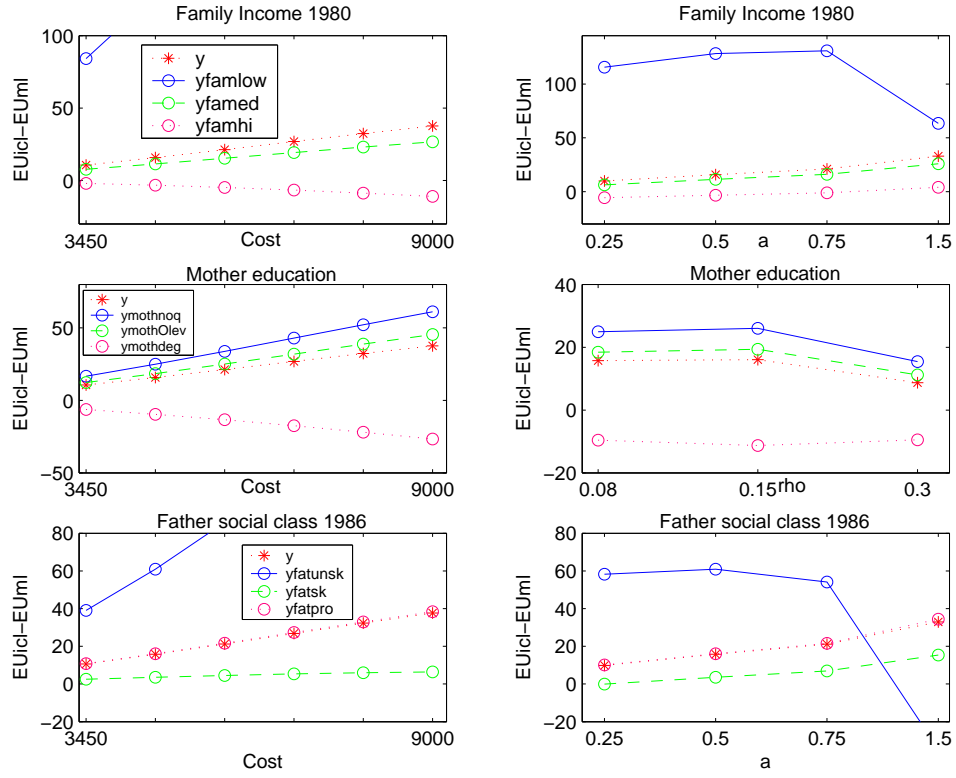 Family Income 1980
100
50
0
EUicl−EUml
y
yfamlow
yfamed
yfamhi
3450
Cost
9000
Family Income 1980
100
50
0
EUicl−EUml
0.25
0.5
a
0.75
1.5
Mother education
50
0
−50
EUicl−EUml
y
ymothnoq
ymothOlev
ymothdeg
3450
Cost
9000
Mother education
40
20
0
−20
EUicl−EUml
0.08
0.15
rho
0.3
Father social class 1986
80
60
40
20
0
−20
EUicl−EUml
y
yfatunsk
yfatsk
yfatpro
3450
Cost
9000
Father social class 1986
80
60
40
20
0
−20
EUicl−EUml
0.25
0.5
0.75
1.5
a